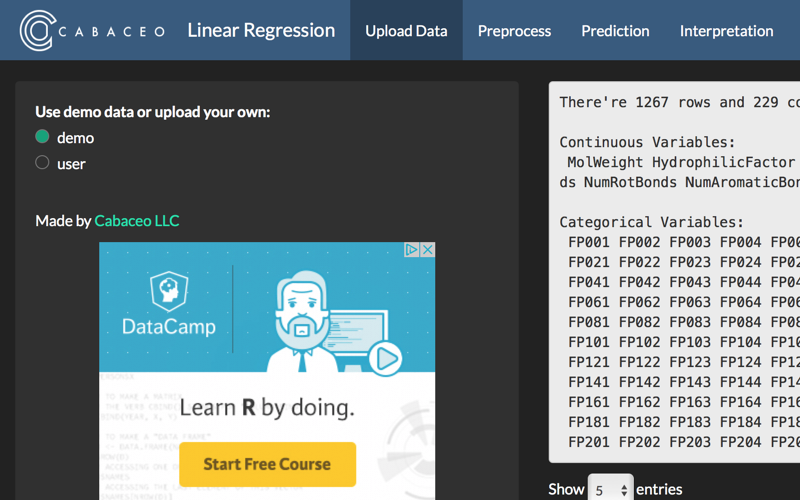 CABACEO
Linear Regression
Upload Data
Preprocess
Prediction
Interpretation
Use demo data or upload your own:
demo
user
Made by Cabaceo LLC
DataCamp
Learn R by doing.
Start Free Course
There're 1267 rows and 229 co
Continuous Variables:
MolWeight HydrophilicFactor
ds NumRotBonds NumAromaticBon
Categorical Variables:
FP001 FP002 FP003 FP004 FP00
FP021 FP022 FP023 FP024 FP02
FP041 FP042 FP043 FP044 FP04
FP061 FP062 FP063 FP064 FP06
FP081 FP082 FP083 FP084 FP08
FP101 FP102 FP103 FP104 FP10
FP121 FP122 FP123 FP124 FP12
FP141 FP142 FP143 FP144 FP14
FP161 FP162 FP163 FP164 FP16
FP181 FP182 FP183 FP184 FP18
FP201 FP202 FP203 FP204 FP20
Show 5 entries